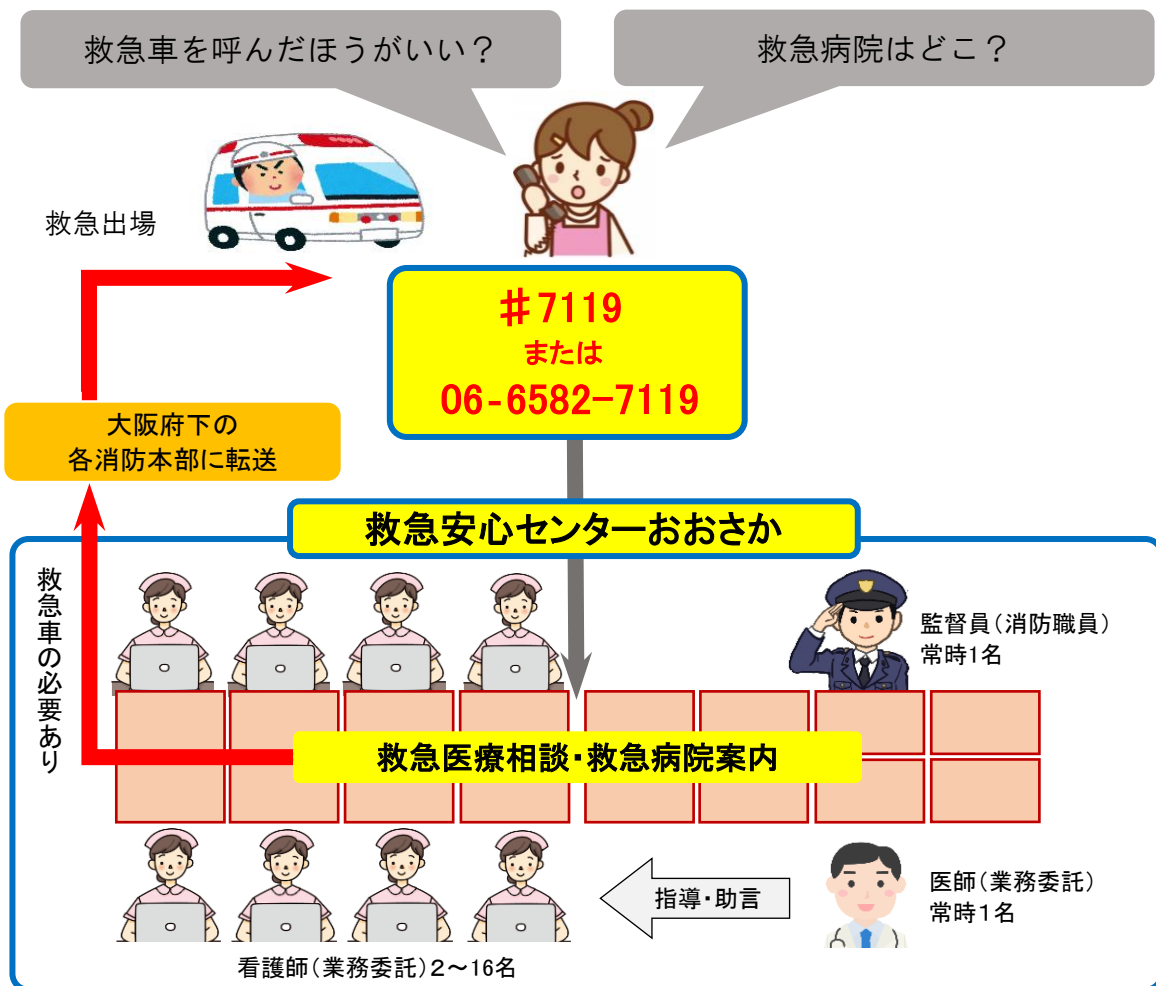 救急車を呼んだほうがいい？
救急病院はどこ？
救急出場
♯7119
または
06-6582-7119
大阪府下の
各消防本部に転送
救急安心センターおおさか
救急車の必要あり
監督員（消防職員）
常時1名
救急医療相談・救急病院案内
指導・助言
医師（業務委託）
常時１名
看護師（業務委託）２～16名